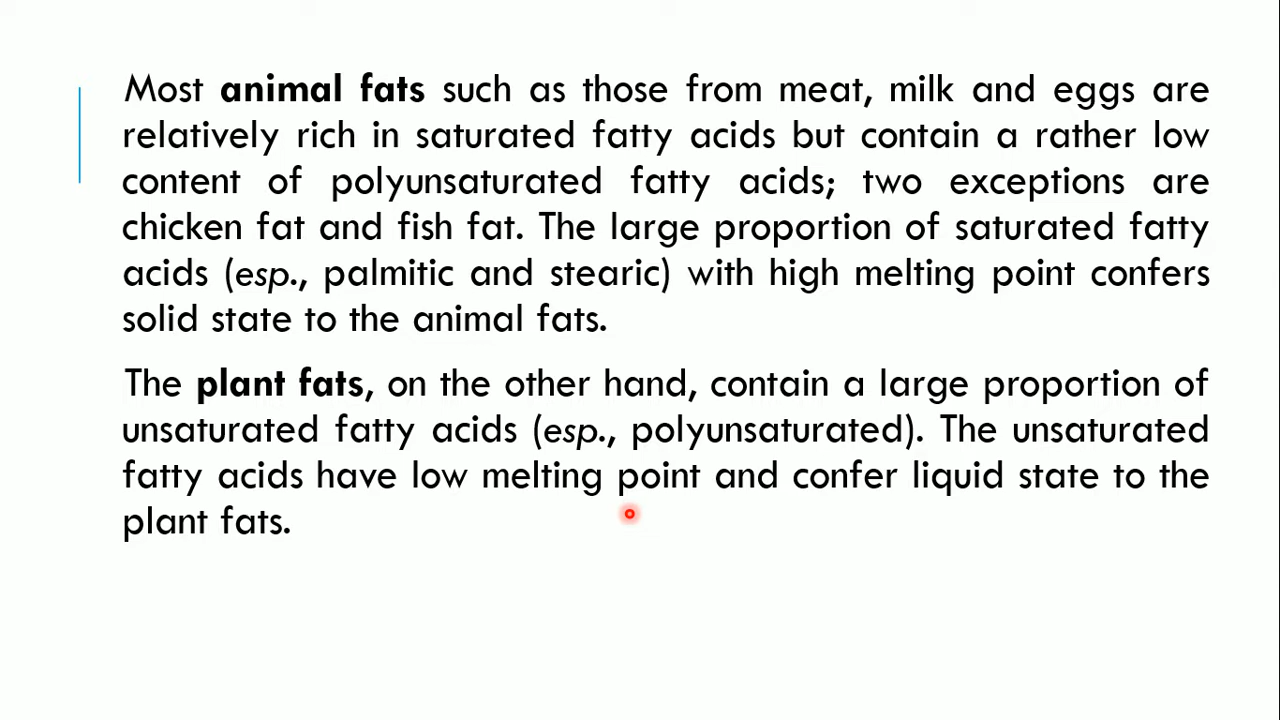 Most animal fats such as those from meat, milk and eggs are
relatively rich in saturated fatty acids but contain a rather low
content of polyunsaturated fatty acids; two exceptions are
chicken fat and fish fat. The large proportion of saturated fatty
acids (esp., palmitic and stearic) with high melting point confers
solid state to the animal fats.
The plant fats, on the other hand, contain a large proportion of
unsaturated fatty acids (esp., polyunsaturated). The unsaturated
fatty acids have low melting point and confer liquid state to the
plant fats.